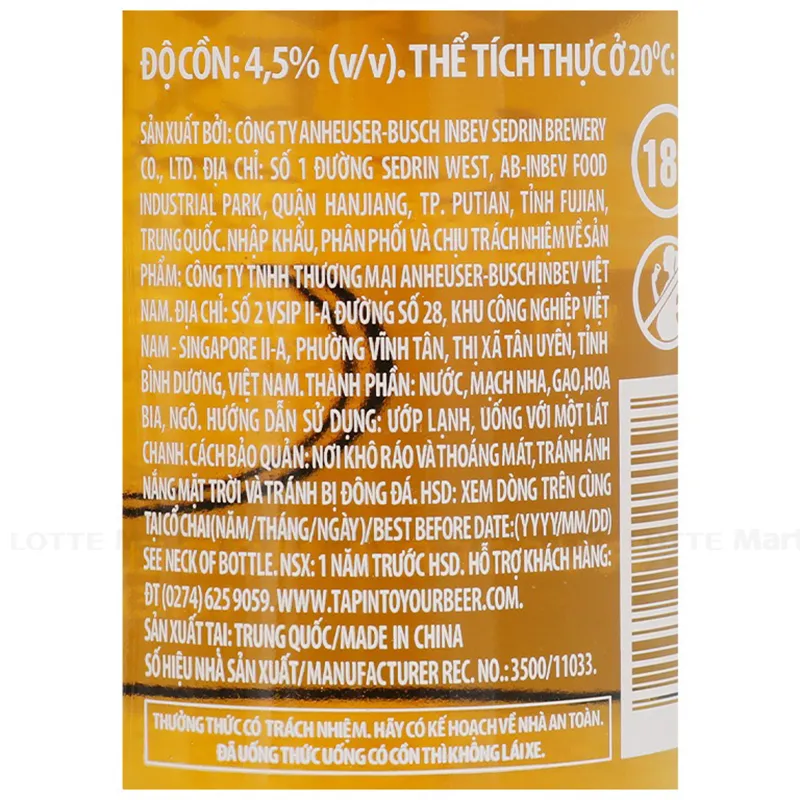 ĐỘ CỒN: 4,5% (v/v). THỂ TÍCH THỰC Ở 20°C:
SẢN XUẤT BỞI: CÔNG TY ANHEUSER-BUSCH INBEV SEDRIN BREWERY
CO., LTD. ĐỊA CHỈ: SỐ 1 ĐƯỜNG SEDRIN WEST, AB-INBEV FOOD
INDUSTRIAL PARK, QUẬN HANJIANG, TP. PUTIAN, TỈNH FUJIAN,
TRUNG QUỐC. NHẬP KHẨU, PHÂN PHỐI VÀ CHỊU TRÁCH NHIỆM VỀ SẢN
PHẨM: CÔNG TY TNHH THƯƠNG MẠI ANHEUSER-BUSCH INBEV VIỆT
NAM. ĐỊA CHỈ: SỐ 2 VSIP II-A ĐƯỜNG SỐ 28, KHU CÔNG NGHIỆP VIỆT
NAM - SINGAPORE II-A, PHƯỜNG VĨNH TÂN, THỊ XÃ TÂN UYÊN, TỈNH
BÌNH DƯƠNG, VIỆT NAM. THÀNH PHẦN: NƯỚC, MẠCH NHA, GẠO, HOA
BIA, NGÔ. HƯỚNG DẪN SỬ DỤNG: ƯỚP LẠNH, UỐNG VỚI MỘT LÁT
CHANH. CÁCH BẢO QUẢN: NƠI KHÔ RÁO VÀ THOÁNG MÁT, TRÁNH ÁNH
NẮNG MẶT TRỜI VÀ TRÁNH BỊ ĐÔNG ĐÁ. HSD: XEM DÒNG TRÊN CÙNG
TẠI CỔ CHAI(NĂM/THÁNG/NGÀY)/BEST BEFORE DATE:(YYYY/MM/DD)
SEE NECK OF BOTTLE. NSX: 1 NĂM TRƯỚC HSD. HỖ TRỢ KHÁCH HÀNG:
ĐT (0274) 625 9059. WWW.TAPINTOYOURBEER.COM.
SẢN XUẤT TẠI: TRUNG QUỐC/MADE IN CHINA
SỐ HIỆU NHÀ SẢN XUẤT/MANUFACTURER REC. NO.: 3500/11033.
THƯỞNG THỨC CÓ TRÁCH NHIỆM. HÃY CÓ KẾ HOẠCH VỀ NHÀ AN TOÀN.
ĐÃ UỐNG THỨC UỐNG CÓ CỒN THÌ KHÔNG LÁI XE.
18
LOTTE Mart